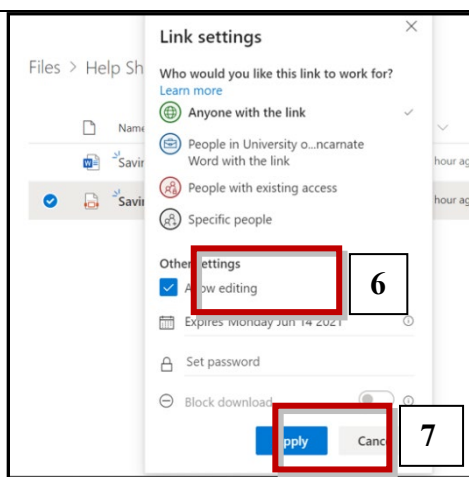 Link settings
Files > Help Sh
Who would you like this link to work for?
Learn more
Anyone with the link
Name
People in University o...ncarnate
Word with the link
Savin
hour ag
People with existing access
Savin
hour ag
Specific people
Other settings
Allow editing
6
Expires Monday Jun 14 2021
Set password
Block download
Apply
Cance
7